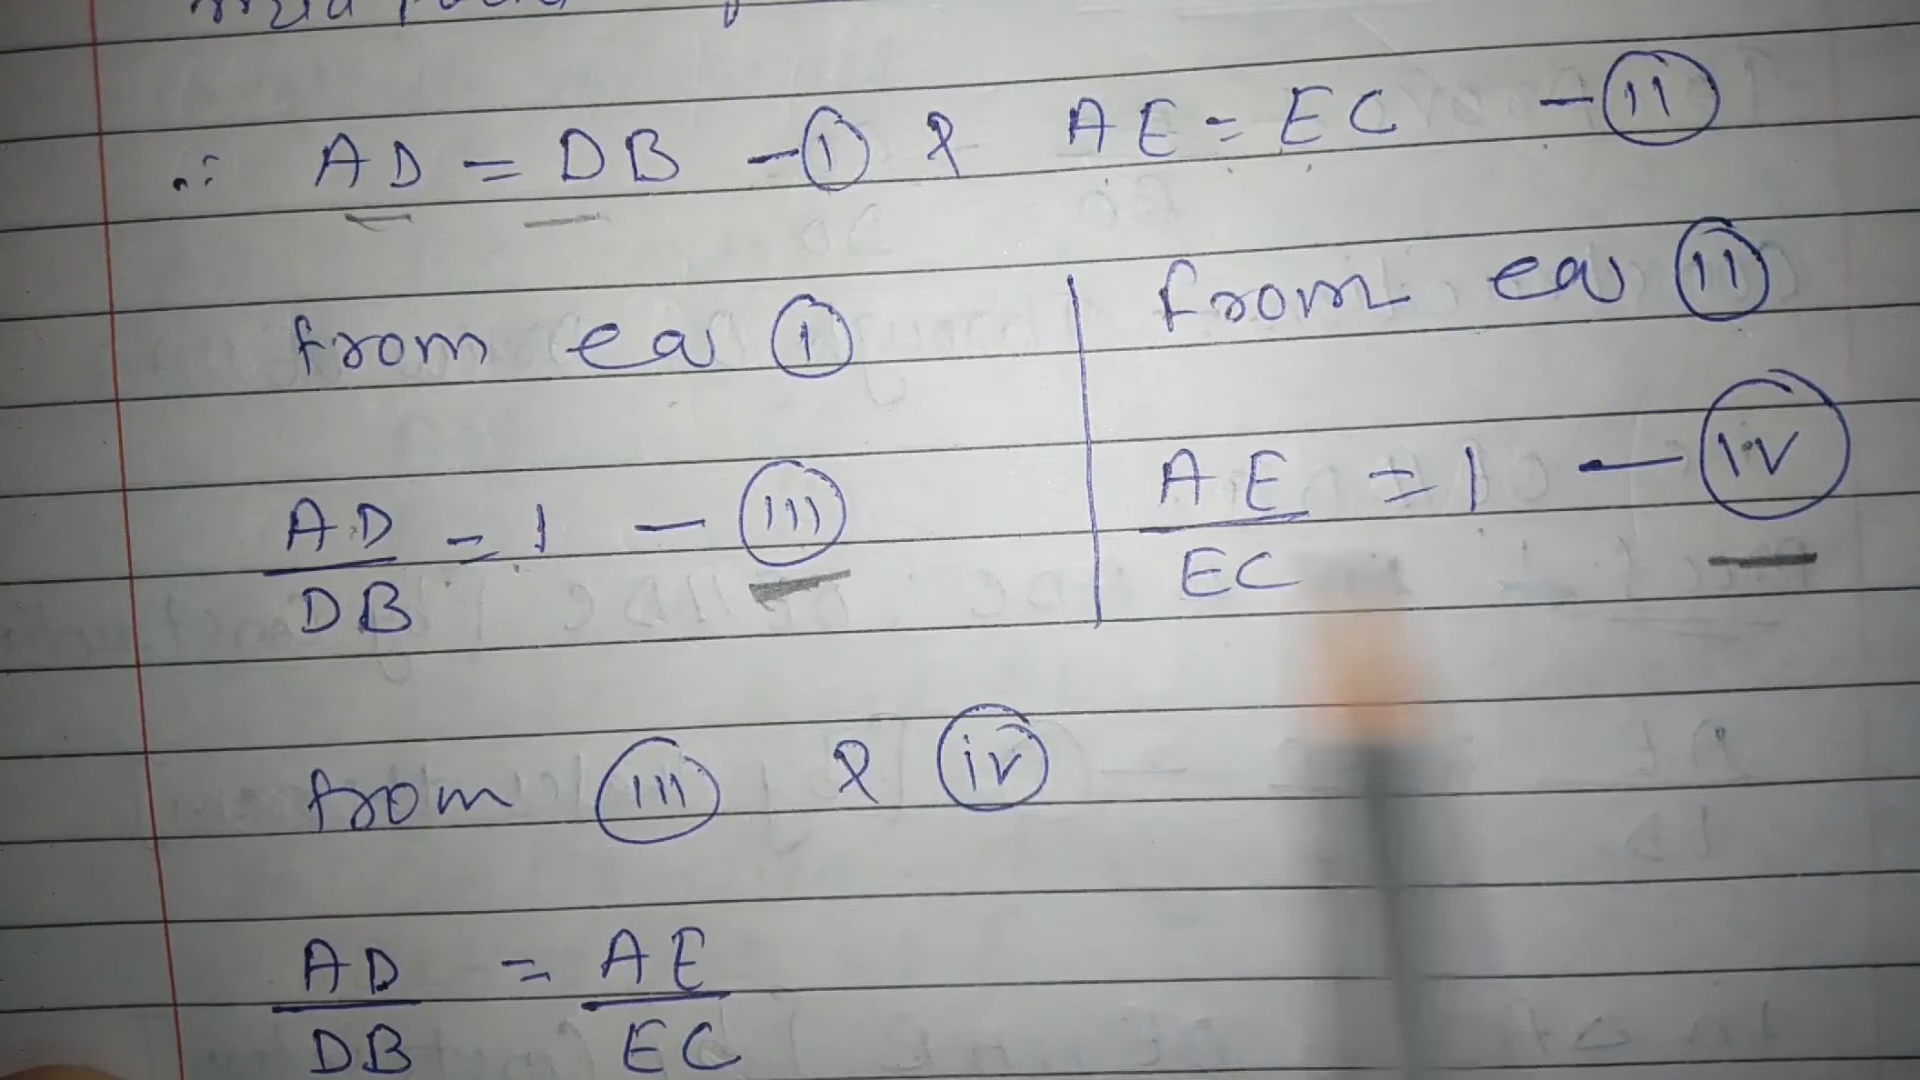 ∴ AD = DB – (i) & AE = EC – (ii)
from eq (i)
AD/DB = 1 – (iii)
from eq (ii)
AE/EC = 1 – (iv)
from (iii) & (iv)
AD/DB = AE/EC